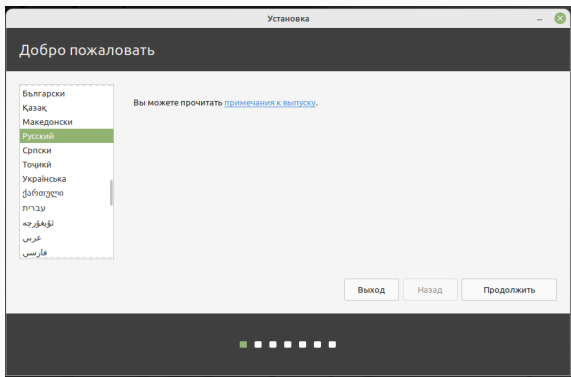 Установка
Добро пожаловать
Български
Қазақ
Македонски
Русский
Српски
Тоҷикӣ
Українська
ქართული
עברית
ئۇيغۇرچە
عربي
فارسی
Вы можете прочитать примечания к выпуску.
Выход
Назад
Продолжить